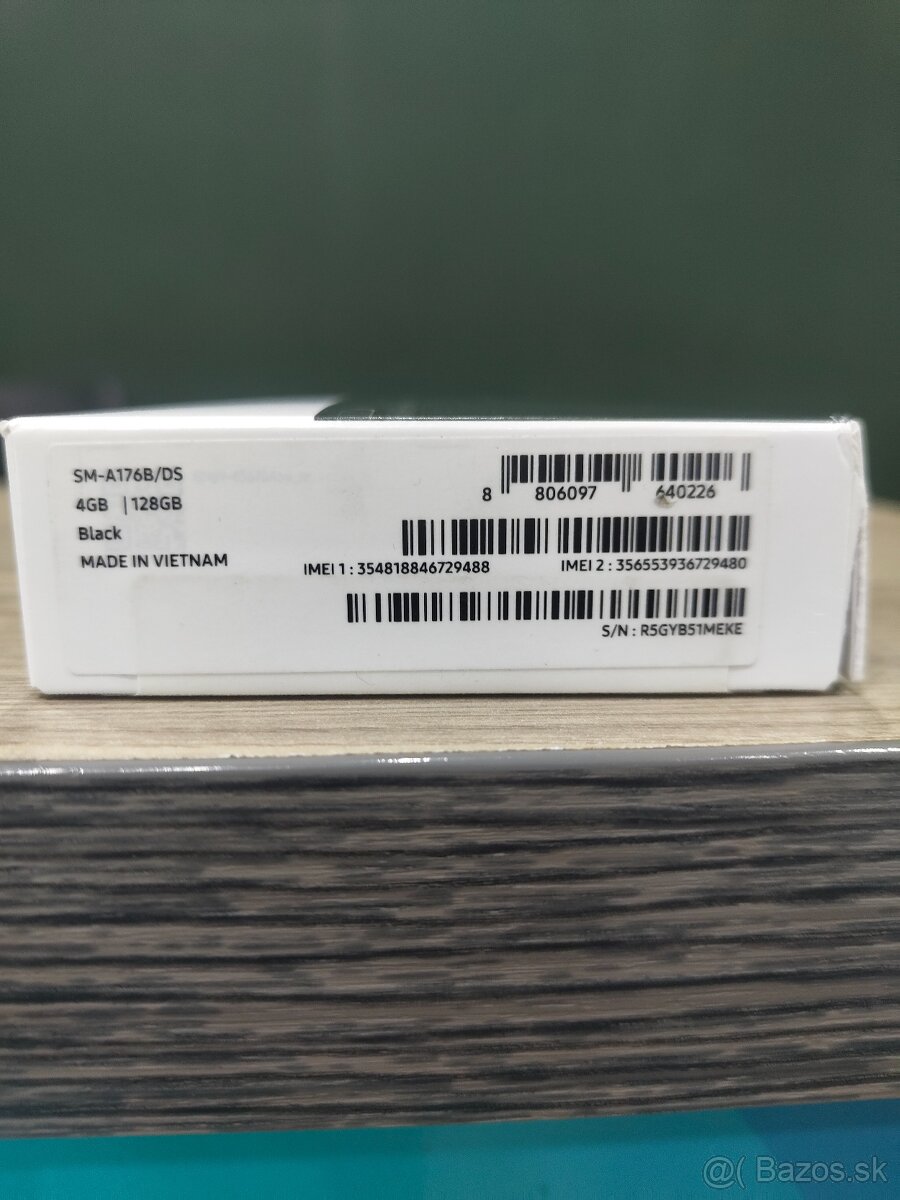 SM-A176B/DS
4GB | 128GB
Black
MADE IN VIETNAM
8 806097 640226
IMEI 1 : 354818846729488
IMEI 2 : 356553936729480
S/N : R5GYB51MEKE
@( Bazos.sk